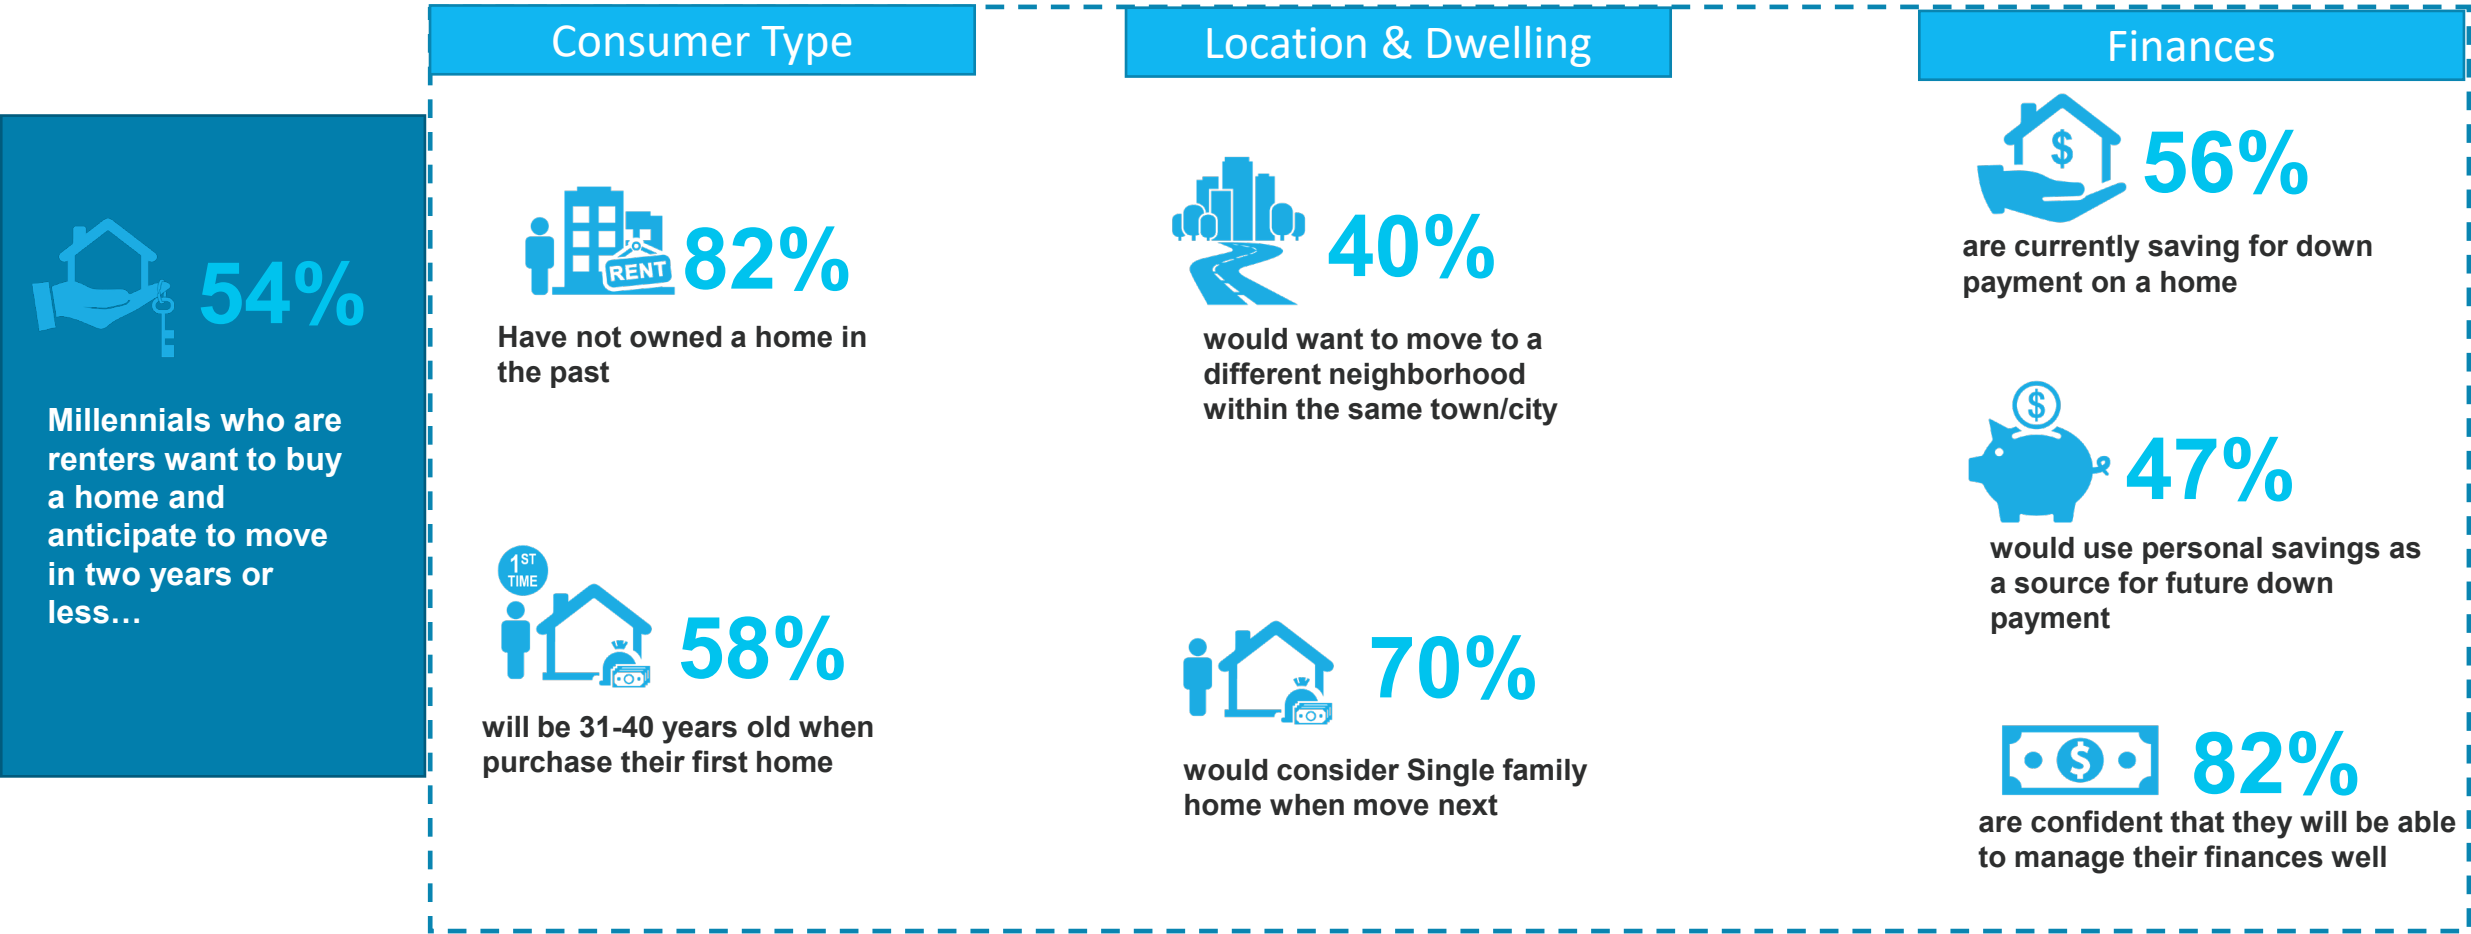 54%
Millennials who are
renters want to buy
a home and
anticipate to move
in two years or
less…
Consumer Type
RENT
82%
Have not owned a home in
the past
1ST
TIME
58%
will be 31-40 years old when
purchase their first home
Location & Dwelling
40%
would want to move to a
different neighborhood
within the same town/city
70%
would consider Single family
home when move next
Finances
$
56%
are currently saving for down
payment on a home
$
47%
would use personal savings as
a source for future down
payment
$
82%
are confident that they will be able
to manage their finances well